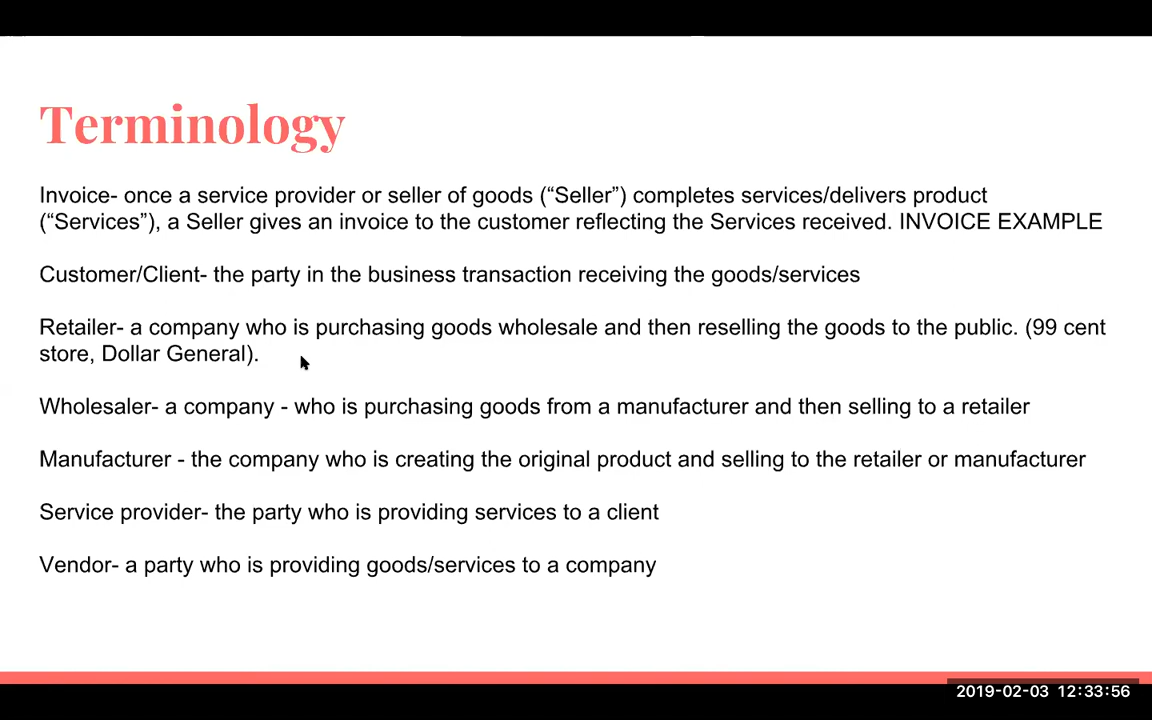 Terminology
Invoice- once a service provider or seller of goods (“Seller”) completes services/delivers product
(“Services”), a Seller gives an invoice to the customer reflecting the Services received. INVOICE EXAMPLE
Customer/Client- the party in the business transaction receiving the goods/services
Retailer- a company who is purchasing goods wholesale and then reselling the goods to the public. (99 cent
store, Dollar General).
Wholesaler- a company - who is purchasing goods from a manufacturer and then selling to a retailer
Manufacturer - the company who is creating the original product and selling to the retailer or manufacturer
Service provider- the party who is providing services to a client
Vendor- a party who is providing goods/services to a company
2019-02-03 12:33:56